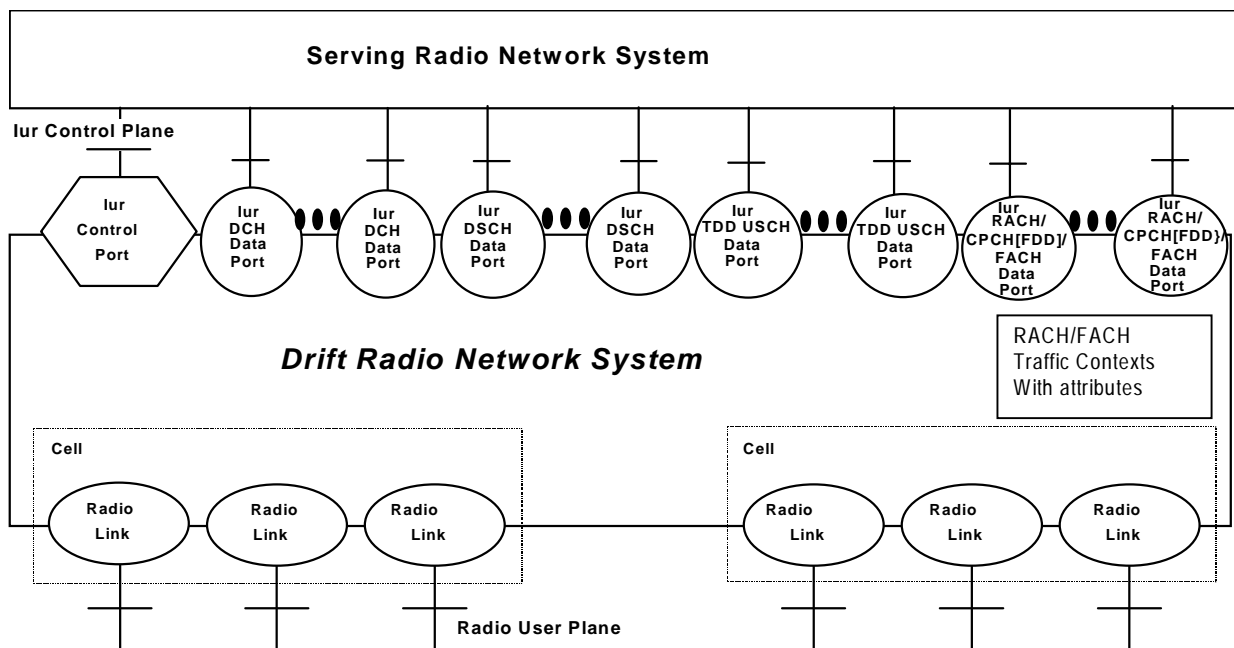 Serving Radio Network System
Iur Control Plane
Iur
Control
Port
Iur
DCH
Data
Port
Iur
DCH
Data
Port
Iur
DSCH
Data
Port
Iur
DSCH
Data
Port
Iur
TDD USCH
Data
Port
Iur
TDD USCH
Data
Port
Iur
RACH/
CPCH[FDD]/
FACH
Data
Port
Iur
RACH/
CPCH[FDD}/
FACH
Data
Port
RACH/FACH
Traffic Contexts
With attributes
Drift Radio Network System
Cell
Radio
Link
Radio
Link
Radio
Link
Cell
Radio
Link
Radio
Link
Radio
Link
Radio User Plane